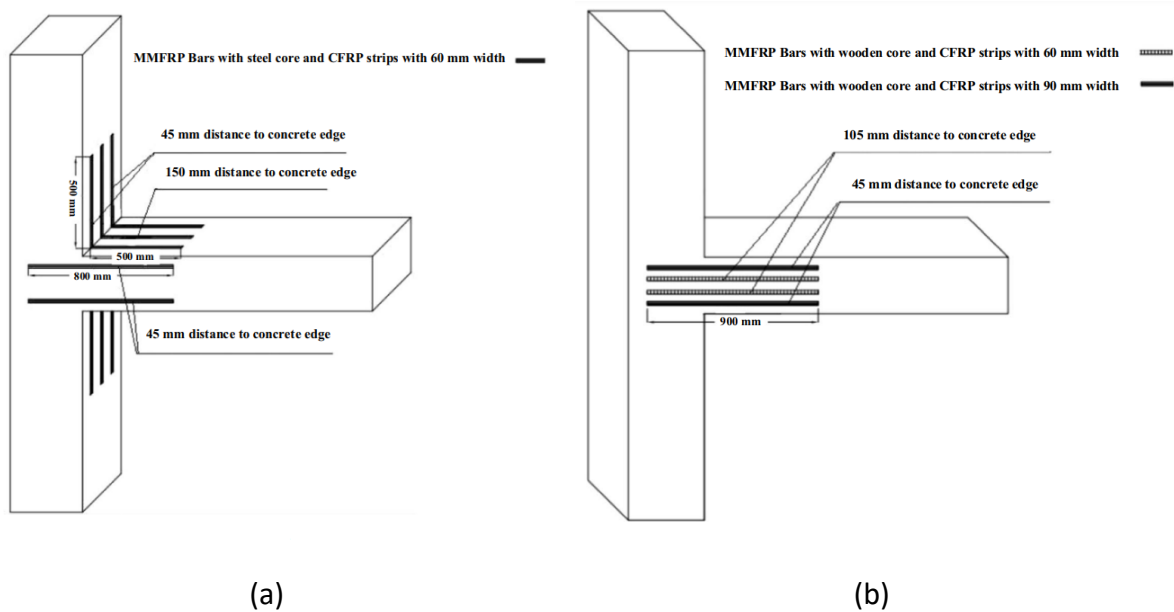 MMFRP Bars with steel core and CFRP strips with 60 mm width
45 mm distance to concrete edge
150 mm distance to concrete edge
500 mm
500 mm
800 mm
45 mm distance to concrete edge
(a)
MMFRP Bars with wooden core and CFRP strips with 60 mm width
MMFRP Bars with wooden core and CFRP strips with 90 mm width
105 mm distance to concrete edge
45 mm distance to concrete edge
900 mm
(b)